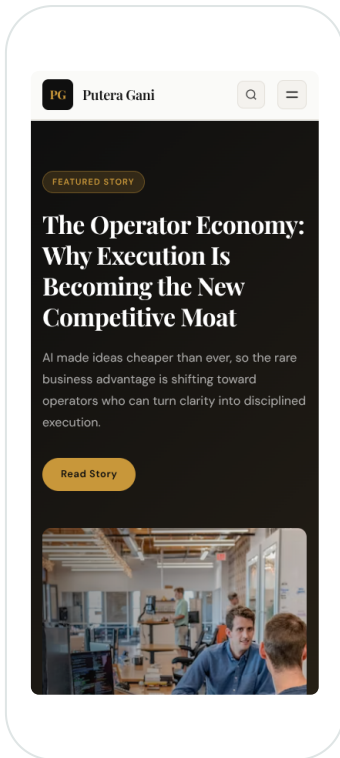 PG
Putera Gani
FEATURED STORY
The Operator Economy:
Why Execution Is
Becoming the New
Competitive Moat
AI made ideas cheaper than ever, so the rare
business advantage is shifting toward
operators who can turn clarity into disciplined
execution.
Read Story